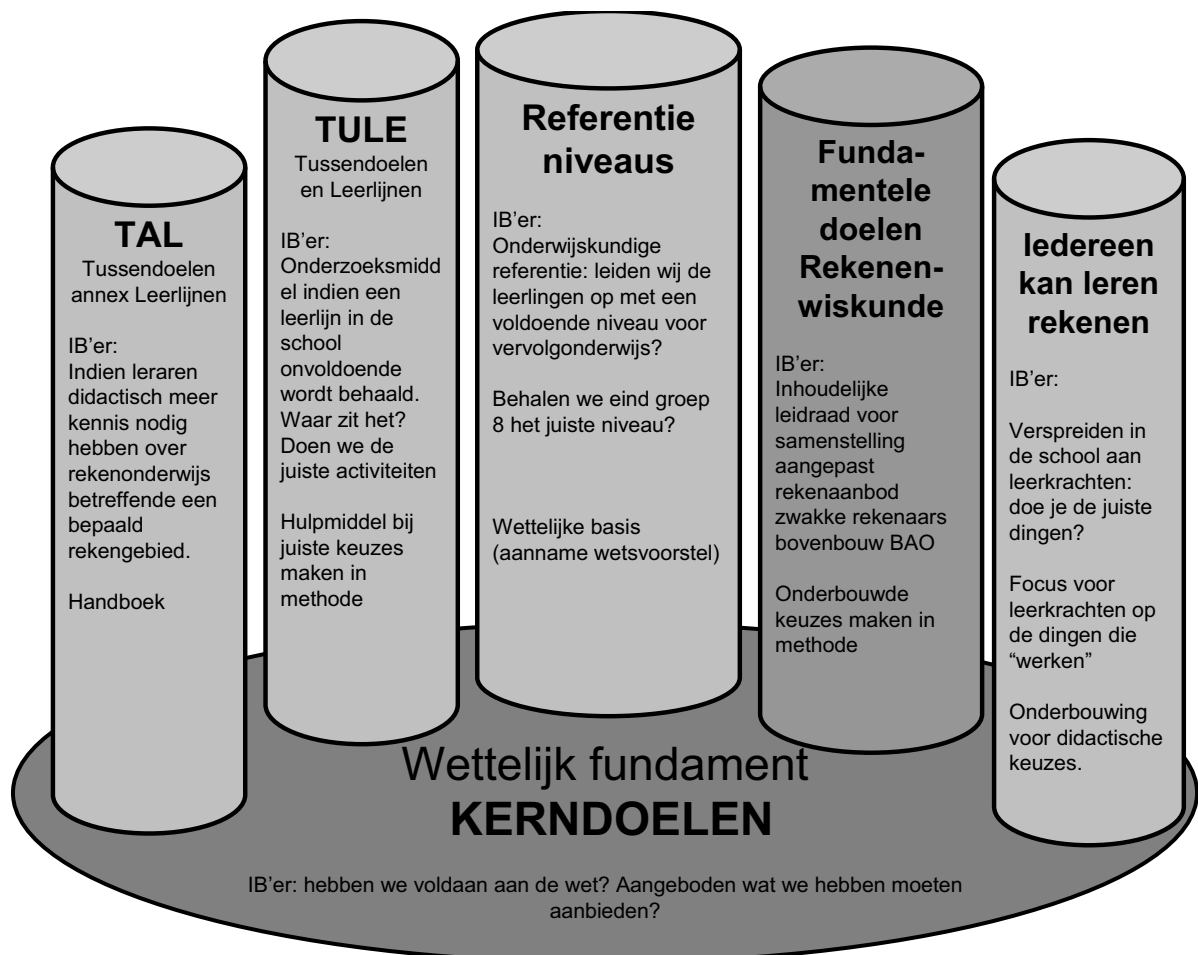 TAL
Tussendoelen
annex Leerlijnen
IB'er:
Indien leraren
didactisch meer
kennis nodig
hebben over
rekenonderwijs
betreffende een
bepaald
rekengebied.
Handboek
TULE
Tussendoelen
en Leerlijnen
IB'er:
Onderzoeksmidd
el indien een
leerlijn in de
school
onvoldoende
wordt behaald.
Waar zit het?
Doen we de
juiste activiteiten
Hulpmiddel bij
juiste keuzes
maken in
methode
Referentie
niveaus
IB'er:
Onderwijskundige
referentie: leiden wij de
leerlingen op met een
voldoende niveau voor
vervolgonderwijs?
Behalen we eind groep
8 het juiste niveau?
Wettelijke basis
(aanname wetsvoorstel)
Funda-
mentele
doelen
Rekenen-
wiskunde
IB'er:
Inhoudelijke
leidraad voor
samenstelling
aangepast
rekenaanbod
zwakke rekenaars
bovenbouw BAO
Onderbouwde
keuzes maken in
methode
Iedereen
kan leren
rekenen
IB'er:
Verspreiden in
de school aan
leerkrachten:
doe je de juiste
dingen?
Focus voor
leerkrachten op
de dingen die
“werken”
Onderbouwing
voor didactische
keuzes.
Wettelijk fundament
KERNDOELEN
IB'er: hebben we voldaan aan de wet? Aangeboden wat we hebben moeten
aanbieden?